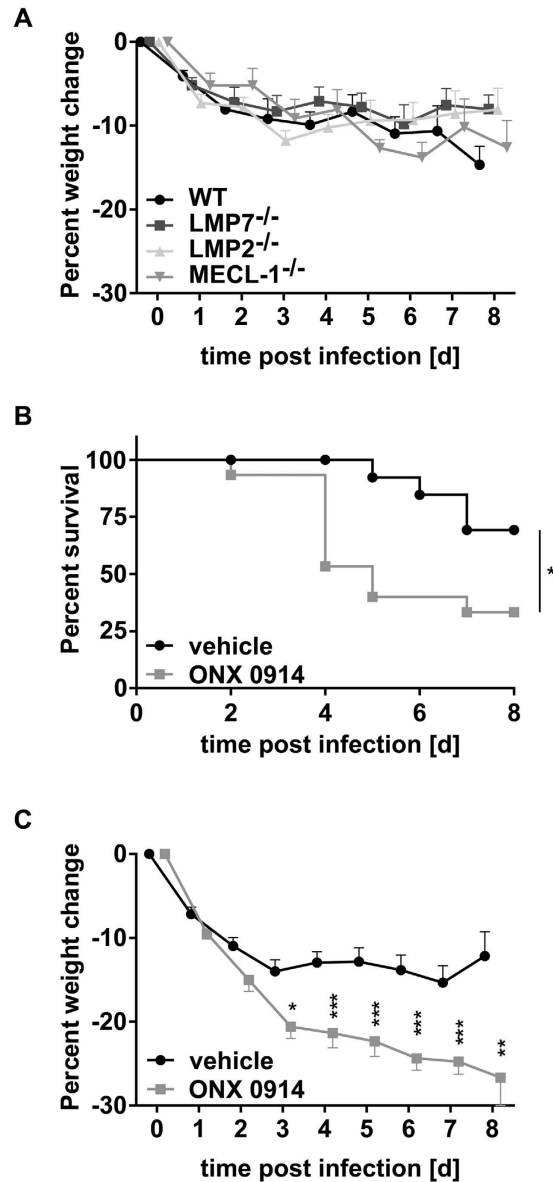 A
Percent weight change
0
-10
-20
-30
WT
LMP7-/-
LMP2-/-
MECL-1-/-
0 1 2 3 4 5 6 7 8
time post infection [d]
B
Percent survival
100
75
50
25
0
vehicle
ONX 0914
*
0 2 4 6 8
time post infection [d]
C
Percent weight change
0
-10
-20
-30
* *** *** *** *** **
vehicle
ONX 0914
0 1 2 3 4 5 6 7 8
time post infection [d]